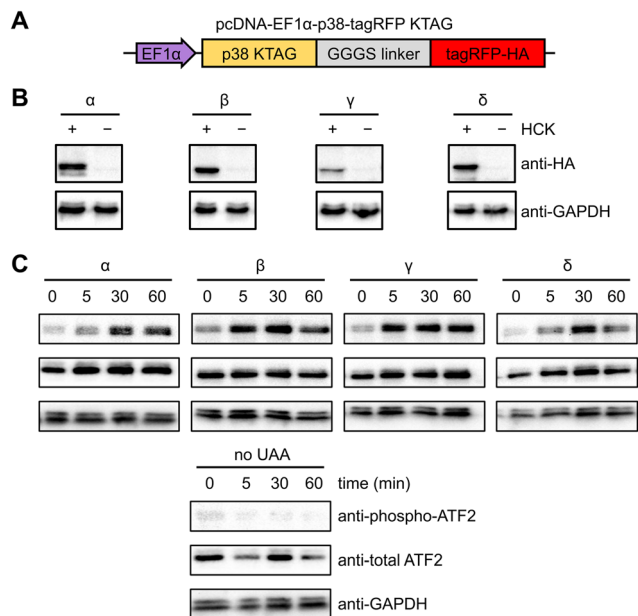 A
pcDNA-EF1α-p38-tagRFP KTAG
EF1α p38 KTAG GGGS linker tagRFP-HA
B
α β γ δ
+ − + − + − + − HCK
anti-HA
anti-GAPDH
C
α β γ δ
0 5 30 60 0 5 30 60 0 5 30 60 0 5 30 60
no UAA
0 5 30 60 time (min)
anti-phospho-ATF2
anti-total ATF2
anti-GAPDH